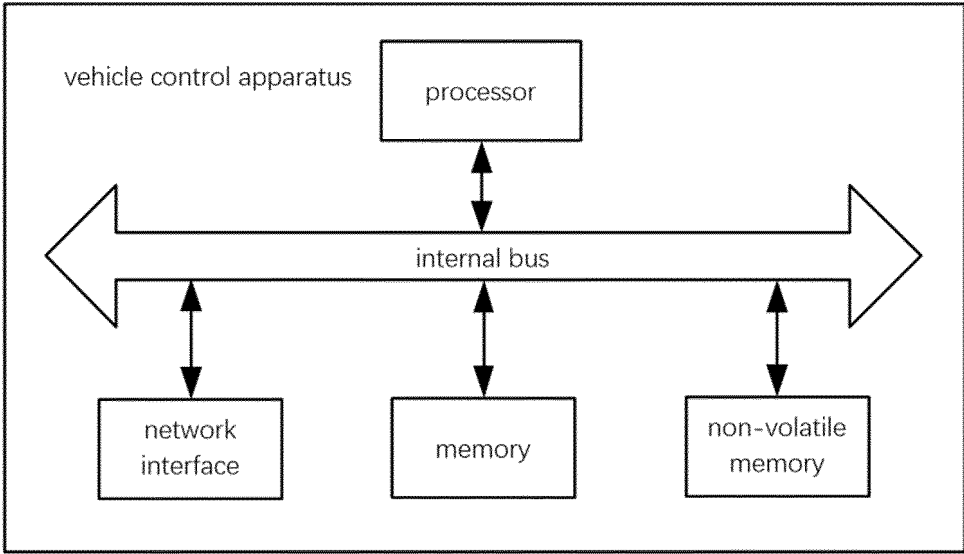 vehicle control apparatus
processor
internal bus
network
interface
memory
non-volatile
memory